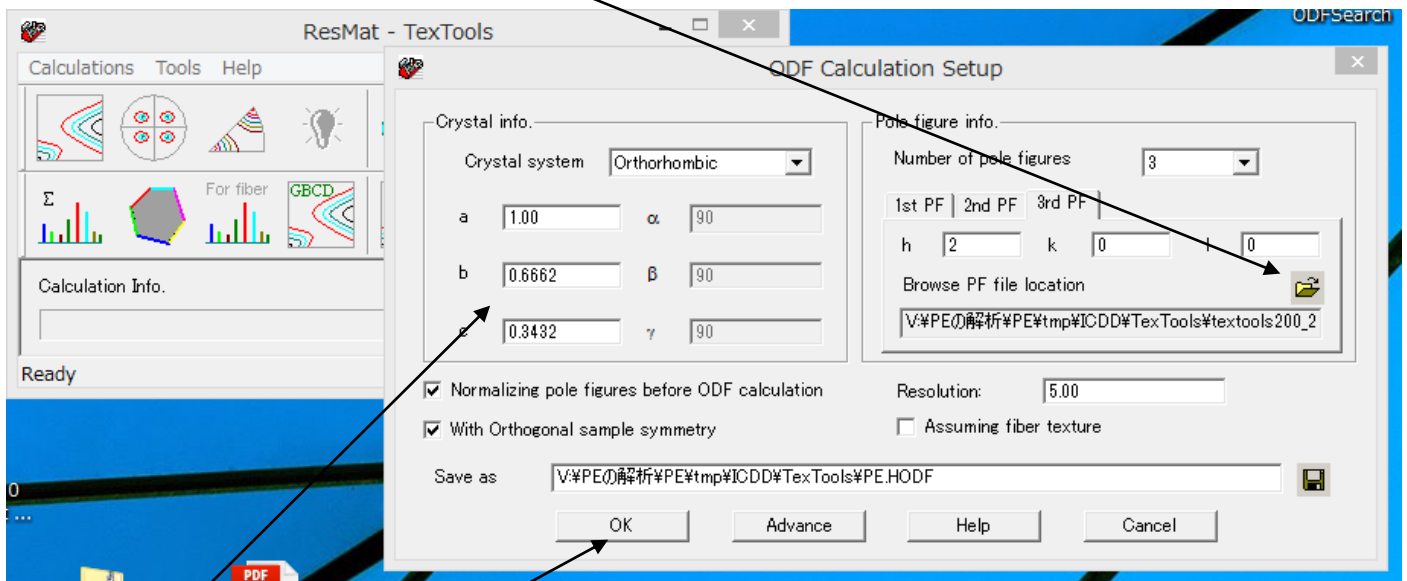 ODFSearch
ResMat - TexTools
Calculations Tools Help
For fiber
GBCD
Σ
Calculation Info.
Ready
ODF Calculation Setup
Crystal info.
Crystal system Orthorhombic
a 1.00 α 90
b 0.6662 β 90
c 0.3432 γ 90
Pole figure info.
Number of pole figures 3
1st PF 2nd PF 3rd PF
h 2 k 0 l 0
Browse PF file location
V:¥PEの解析¥PE¥tmp¥ICDD¥TexTools¥textools200_2
Normalizing pole figures before ODF calculation
With Orthogonal sample symmetry
Resolution: 5.00
Assuming fiber texture
Save as V:¥PEの解析¥PE¥tmp¥ICDD¥TexTools¥PE.HODF
OK Advance Help Cancel
0
...
PDF